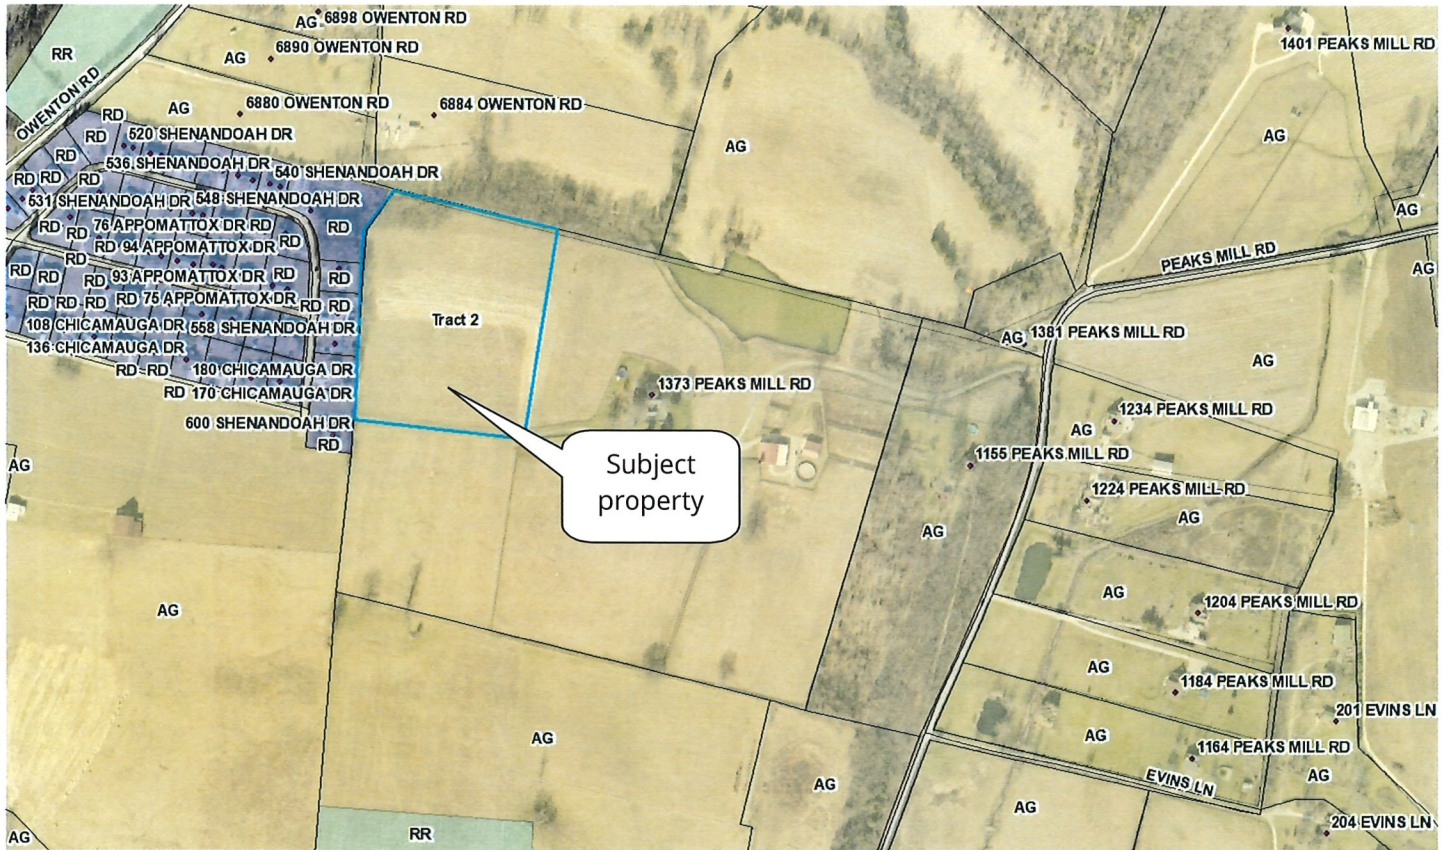 AG 6898 OWENTON RD
RR
AG 6890 OWENTON RD
1401 PEAKS MILL RD
OWENTON RD
AG 6880 OWENTON RD
6884 OWENTON RD
RD
RD
520 SHENANDOAH DR
AG
AG
RD
536 SHENANDOAH DR
540 SHENANDOAH DR
RD RD
RD
531 SHENANDOAH DR
548 SHENANDOAH DR
AG
RD
RD
76 APPOMATTOX DR RD
RD
RD 94 APPOMATTOX DR
RD
PEAKS MILL RD
RD
RD
RD
RD
93 APPOMATTOX DR
RD
RD
AG
RD RD RD
RD
75 APPOMATTOX DR
RD RD
Tract 2
108 CHICAMAUGA DR
558 SHENANDOAH DR
AG
1381 PEAKS MILL RD
136 CHICAMAUGA DR
RD RD
180 CHICAMAUGA DR
AG
RD 170 CHICAMAUGA DR
1373 PEAKS MILL RD
600 SHENANDOAH DR
1234 PEAKS MILL RD
AG
RD
AG
1155 PEAKS MILL RD
Subject
property
1224 PEAKS MILL RD
AG
AG
AG
AG
1204 PEAKS MILL RD
AG
1184 PEAKS MILL RD
201 EVINS LN
AG
AG
1164 PEAKS MILL RD
EVINS LN
AG
AG
AG
204 EVINS LN
RR
AG